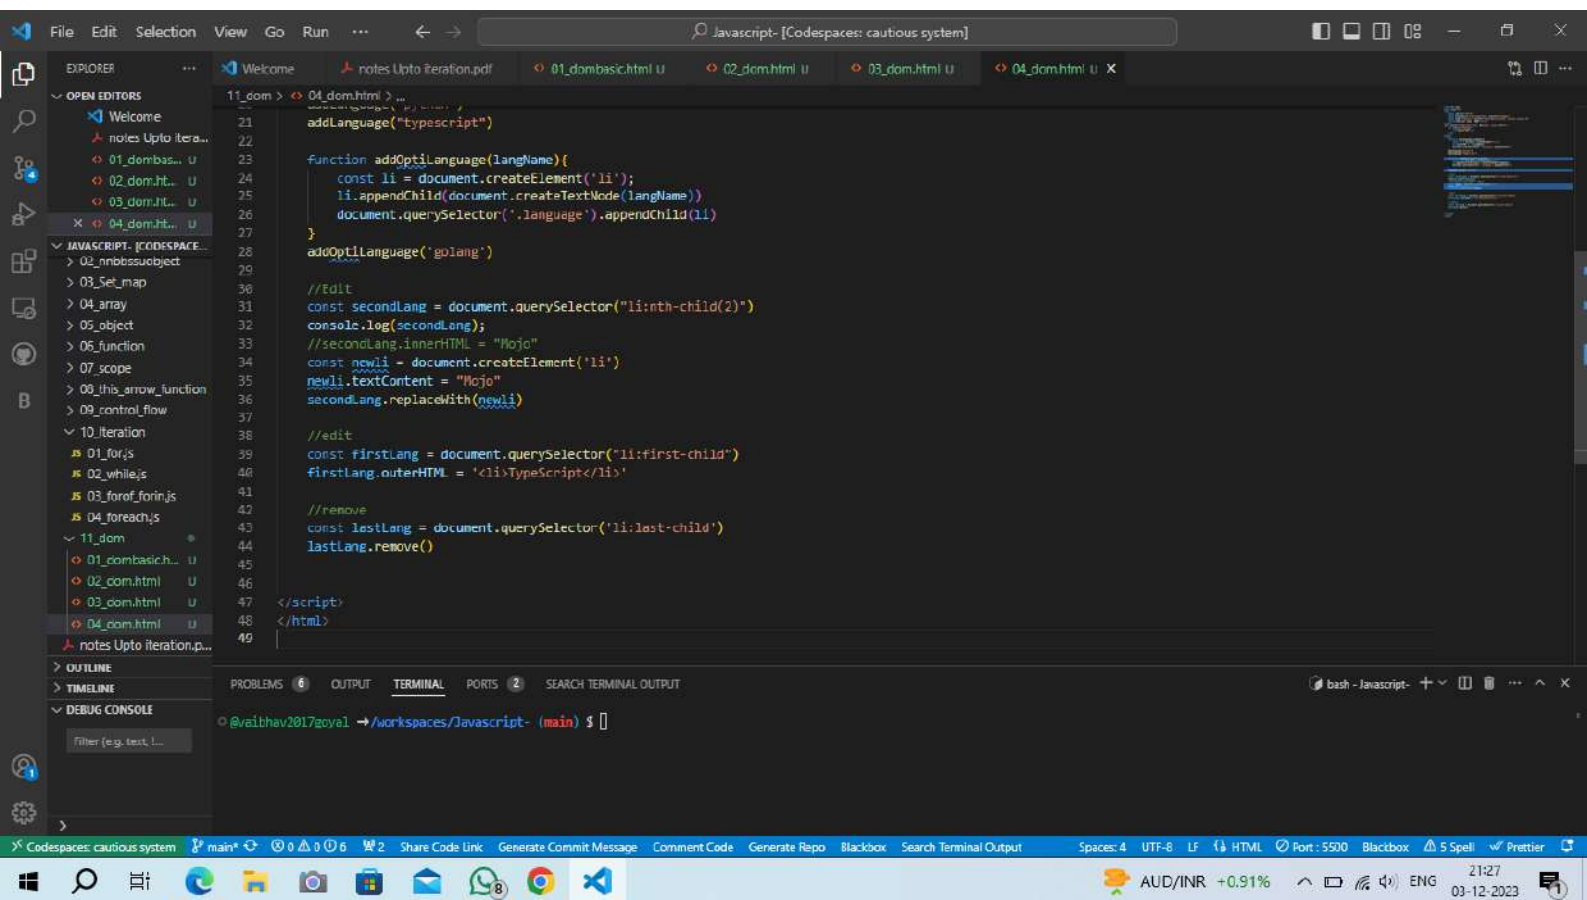 File Edit Selection View Go Run ··· Javascript- [Codespaces: cautious system]
EXPLORER ···
Welcome
notes Upto iteration.pdf
01_dombasic.html U
02_dom.html U
03_dom.html U
04_dom.html U
OPEN EDITORS
Welcome
notes Upto itera...
01_dombas... U
02_dom.ht... U
03_dom.ht... U
04_dom.ht... U
JAVASCRIPT- [CODESPACE...
03_Set_map
04_array
05_object
06_function
07_scope
08_this_arrow_function
09_control_flow
10_Iteration
JS 01_for.js
JS 02_while.js
JS 03_forof_forin.js
JS 04_foreach.js
11_dom
01_dombasic.h... U
02_dom.html U
03_dom.html U
04_dom.html U
notes Upto iteration.p...
OUTLINE
TIMELINE
DEBUG CONSOLE
Filter (e.g. text, !...
11_dom > 04_dom.html > ...
21 addLanguage("typescript")
22
23 function addOptiLanguage(langName){
24 const li = document.createElement('li');
25 li.appendChild(document.createTextNode(langName))
26 document.querySelector('.language').appendChild(li)
27 }
28 addOptiLanguage('golang')
29
30 //Edit
31 const secondLang = document.querySelector("li:nth-child(2)")
32 console.log(secondLang);
33 //secondLang.innerHTML = "Mojo"
34 const newli = document.createElement('li')
35 newli.textContent = "Mojo"
36 secondLang.replaceWith(newli)
37
38 //edit
39 const firstLang = document.querySelector("li:first-child")
40 firstLang.outerHTML = '<li>TypeScript</li>'
41
42 //remove
43 const lastLang = document.querySelector('li:last-child')
44 lastLang.remove()
45
46
47 </script>
48 </html>
49
PROBLEMS 6 OUTPUT TERMINAL PORTS 2 SEARCH TERMINAL OUTPUT
bash - Javascript-
@vaibhav2017goyal →/workspaces/Javascript- (main) $
Codespaces: cautious system main* 0 0 6 2 Share Code Link Generate Commit Message Comment Code Generate Repo Blackbox Search Terminal Output Spaces: 4 UTF-8 LF HTML Port : 5500 Blackbox 5 Spell Prettier
AUD/INR +0.91% ENG
21:27
03-12-2023